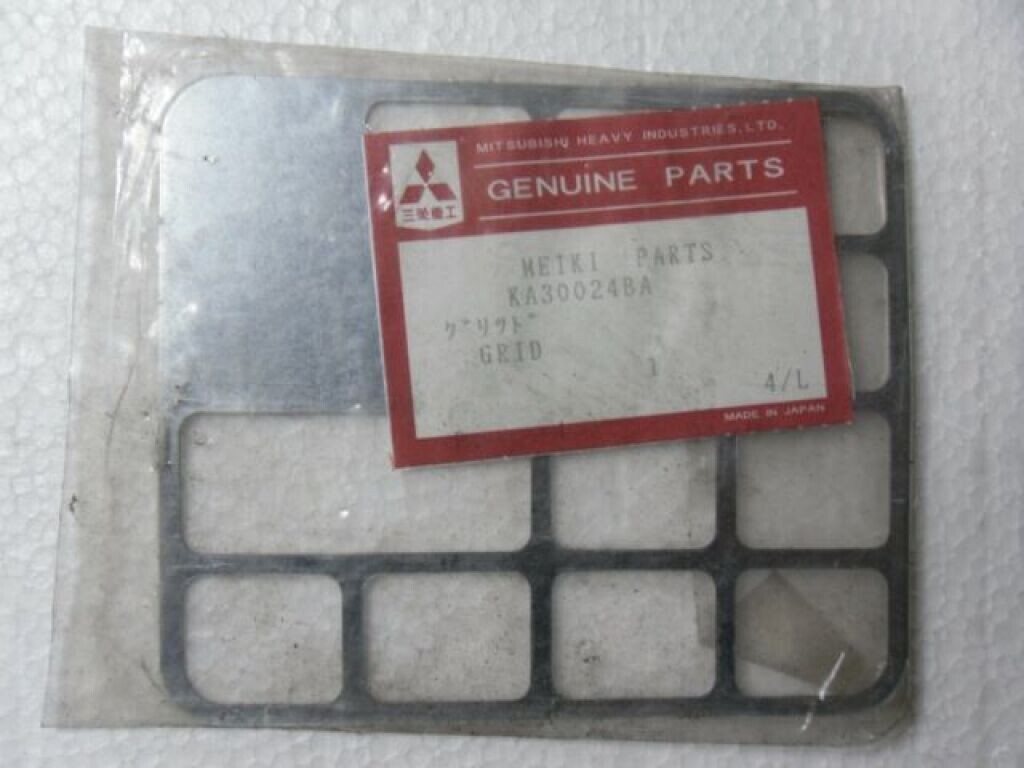 MITSUBISHI HEAVY INDUSTRIES, LTD.
GENUINE PARTS
三菱重工
MEIKI PARTS
KA30024BA
グリッド
GRID
1
4/L
MADE IN JAPAN